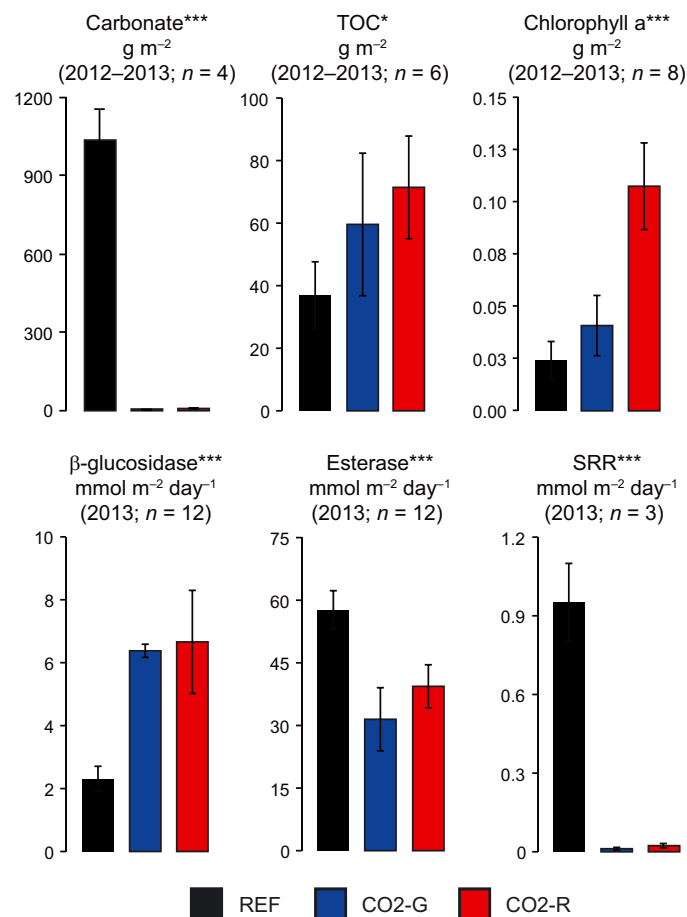 Carbonate***
g m⁻²
(2012–2013; n = 4)
1200
900
600
300
0
TOC*
g m⁻²
(2012–2013; n = 6)
100
80
60
40
20
0
Chlorophyll a***
g m⁻²
(2012–2013; n = 8)
0.15
0.13
0.10
0.08
0.05
0.03
0.00
β-glucosidase***
mmol m⁻² day⁻¹
(2013; n = 12)
10
8
6
4
2
0
Esterase***
mmol m⁻² day⁻¹
(2013; n = 12)
75
60
45
30
15
0
SRR***
mmol m⁻² day⁻¹
(2013; n = 3)
1.2
0.9
0.6
0.3
0
REF CO2-G CO2-R